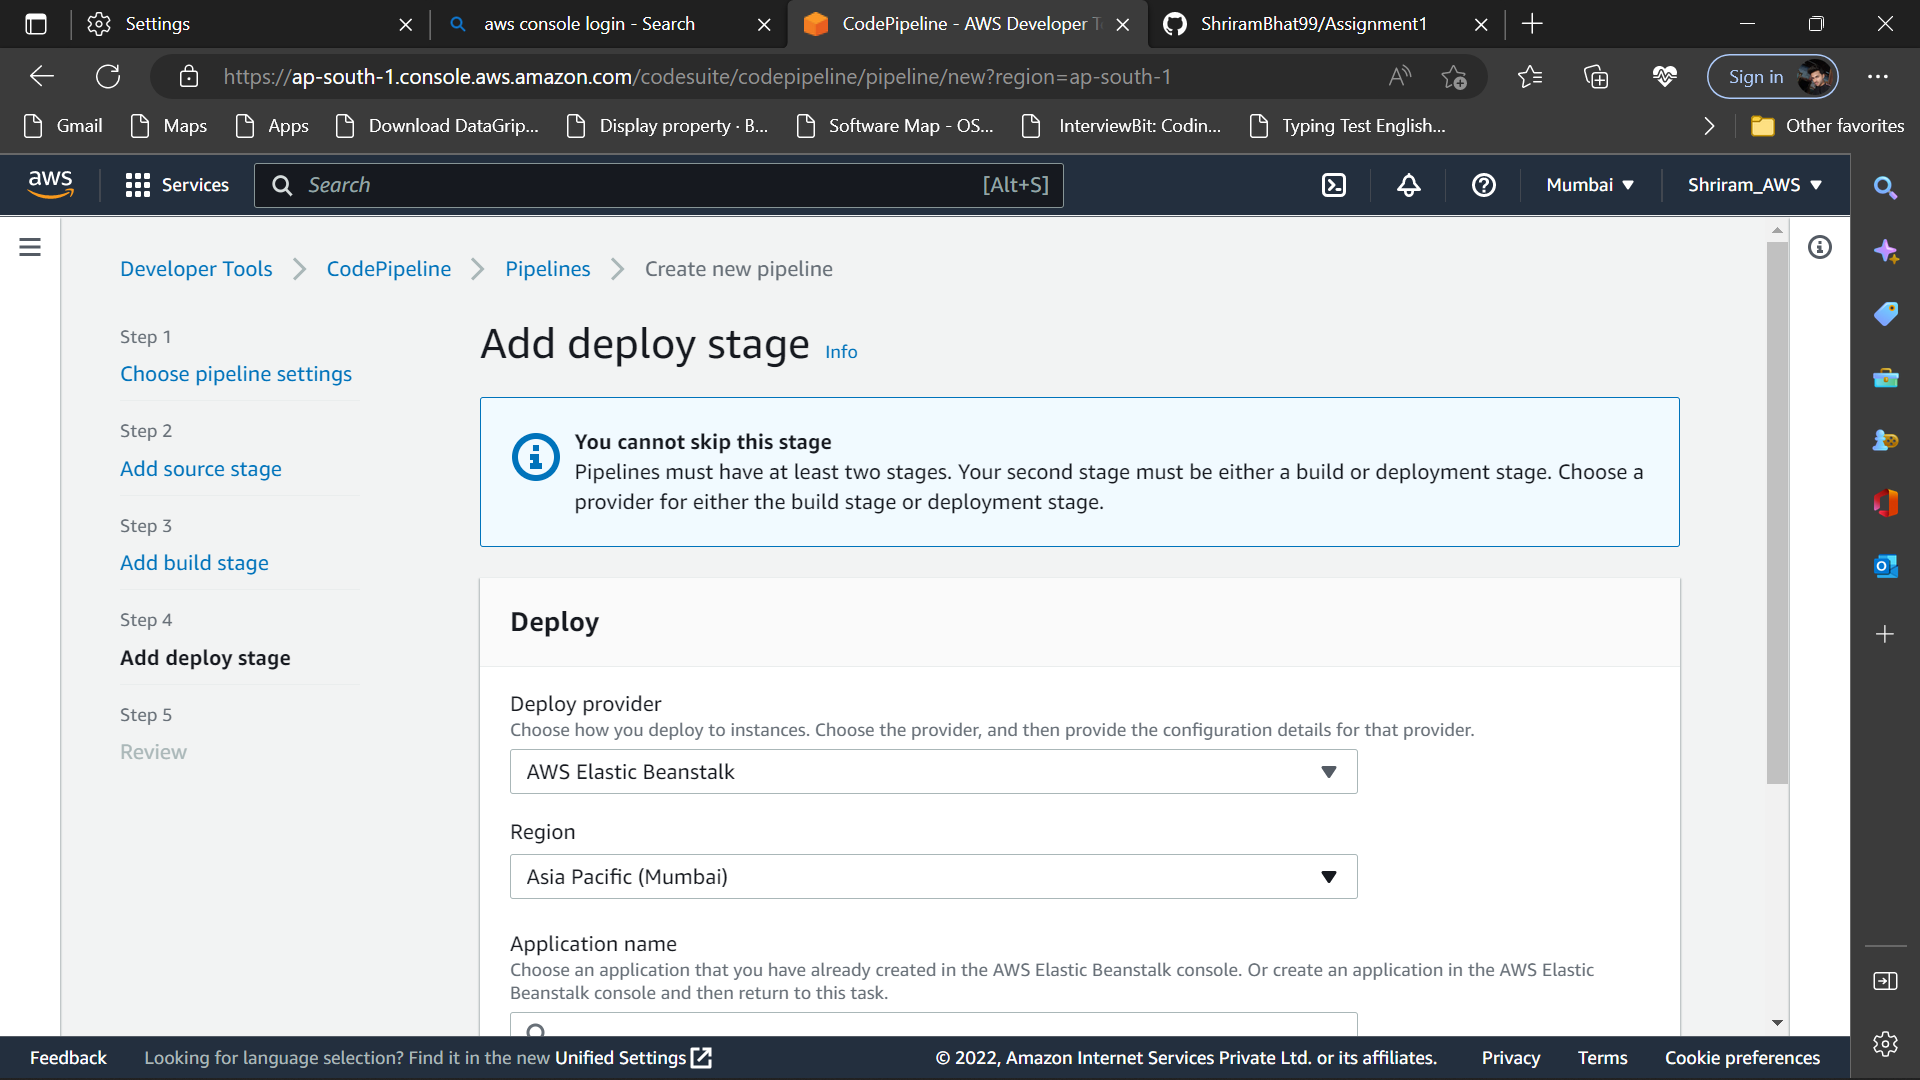 Settings
aws console login - Search
CodePipeline - AWS Developer T
ShriramBhat99/Assignment1
https://ap-south-1.console.aws.amazon.com/codesuite/codepipeline/pipeline/new?region=ap-south-1
Sign in
Gmail
Maps
Apps
Download DataGrip...
Display property · B...
Software Map - OS...
InterviewBit: Codin...
Typing Test English...
Other favorites
aws
Services
Search
[Alt+S]
Mumbai
Shriram_AWS
Developer Tools
CodePipeline
Pipelines
Create new pipeline
Step 1
Choose pipeline settings
Step 2
Add source stage
Step 3
Add build stage
Step 4
Add deploy stage
Step 5
Review
Add deploy stage
Info
You cannot skip this stage
Pipelines must have at least two stages. Your second stage must be either a build or deployment stage. Choose a
provider for either the build stage or deployment stage.
Deploy
Deploy provider
Choose how you deploy to instances. Choose the provider, and then provide the configuration details for that provider.
AWS Elastic Beanstalk
Region
Asia Pacific (Mumbai)
Application name
Choose an application that you have already created in the AWS Elastic Beanstalk console. Or create an application in the AWS Elastic
Beanstalk console and then return to this task.
Feedback
Looking for language selection? Find it in the new Unified Settings
© 2022, Amazon Internet Services Private Ltd. or its affiliates.
Privacy
Terms
Cookie preferences